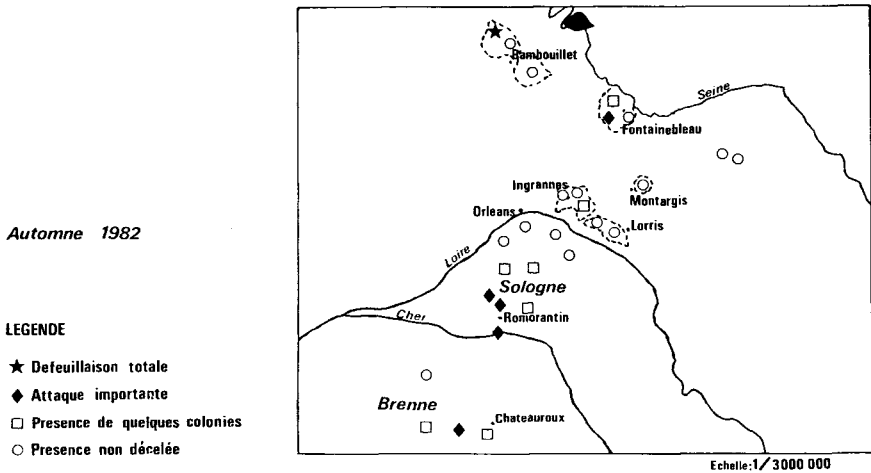 Automne 1982
LEGENDE
Defeuillaison totale
Attaque importante
Presence de quelques colonies
Presence non décelée
Rambouillet
Seine
Fontainebleau
Ingrannes
Montargis
Orleans
Lorris
Loire
Sologne
Cher
Romorantin
Brenne
Chateauroux
Echelle:1/3000 000